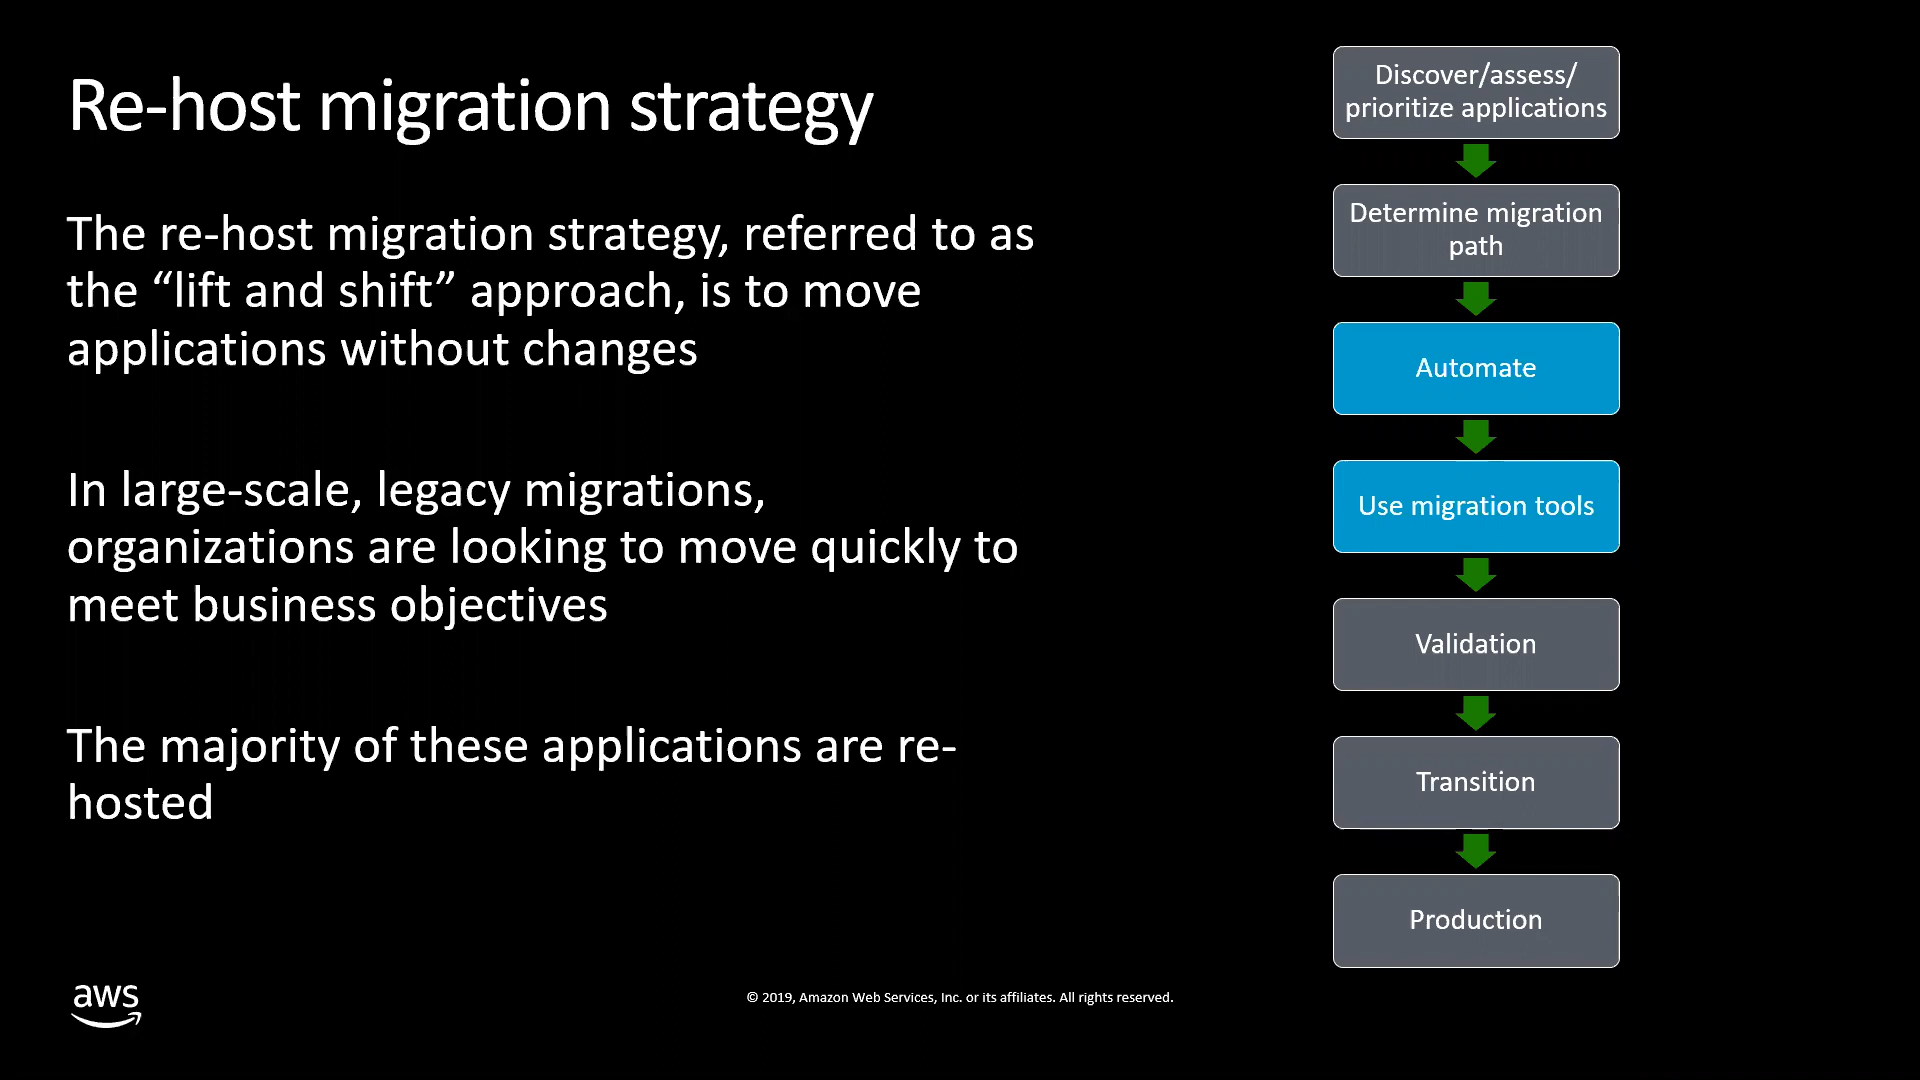 Re-host migration strategy
The re-host migration strategy, referred to as
the “lift and shift” approach, is to move
applications without changes
In large-scale, legacy migrations,
organizations are looking to move quickly to
meet business objectives
The majority of these applications are re-
hosted
Discover/assess/
prioritize applications
Determine migration
path
Automate
Use migration tools
Validation
Transition
Production
aws
© 2019, Amazon Web Services, Inc. or its affiliates. All rights reserved.